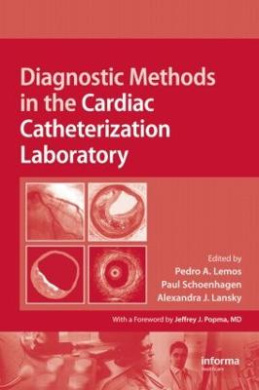 Diagnostic Methods
in the Cardiac
Catheterization
Laboratory
Edited by
Pedro A. Lemos
Paul Schoenhagen
Alexandra J. Lansky
With a Foreword by Jeffrey J. Popma, MD
informa
healthcare